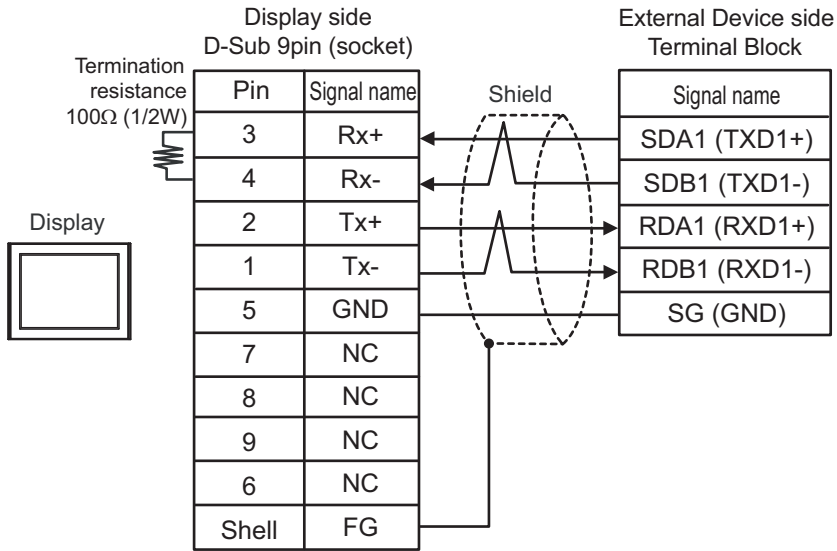 Display side
D-Sub 9pin (socket)
External Device side
Terminal Block
Termination
resistance
100Ω (1/2W)
Display
Pin Signal name
3 Rx+
4 Rx-
2 Tx+
1 Tx-
5 GND
7 NC
8 NC
9 NC
6 NC
Shell FG
Shield
Signal name
SDA1 (TXD1+)
SDB1 (TXD1-)
RDA1 (RXD1+)
RDB1 (RXD1-)
SG (GND)